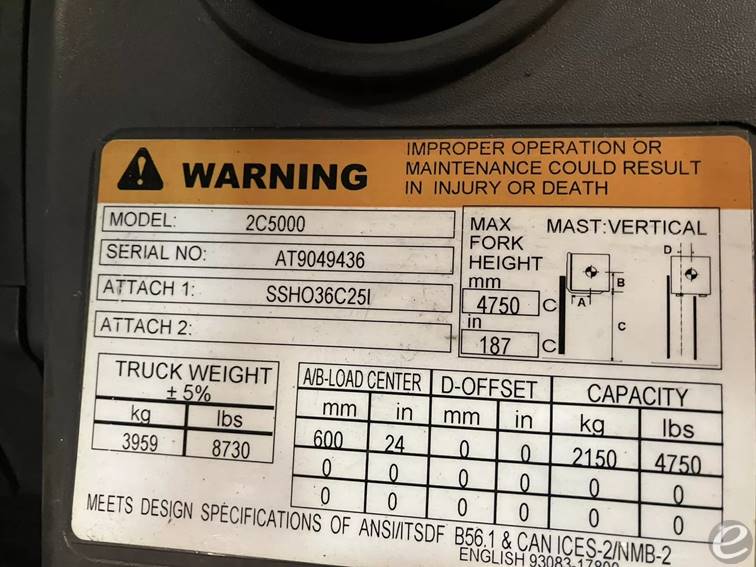 WARNING
IMPROPER OPERATION OR
MAINTENANCE COULD RESULT
IN INJURY OR DEATH
MODEL: 2C5000
SERIAL NO: AT9049436
ATTACH 1: SSHO36C25I
ATTACH 2:
MAX FORK HEIGHT
MAST:VERTICAL
mm
4750 C
in
187 C
D
B
A
C
TRUCK WEIGHT
± 5%
kg lbs
3959 8730
A/B-LOAD CENTER D-OFFSET CAPACITY
mm in mm in kg lbs
600 24 0 0 2150 4750
0 0 0 0 0 0
0 0 0 0 0 0
MEETS DESIGN SPECIFICATIONS OF ANSI/ITSDF B56.1 & CAN ICES-2/NMB-2
ENGLISH 93083-17800
e